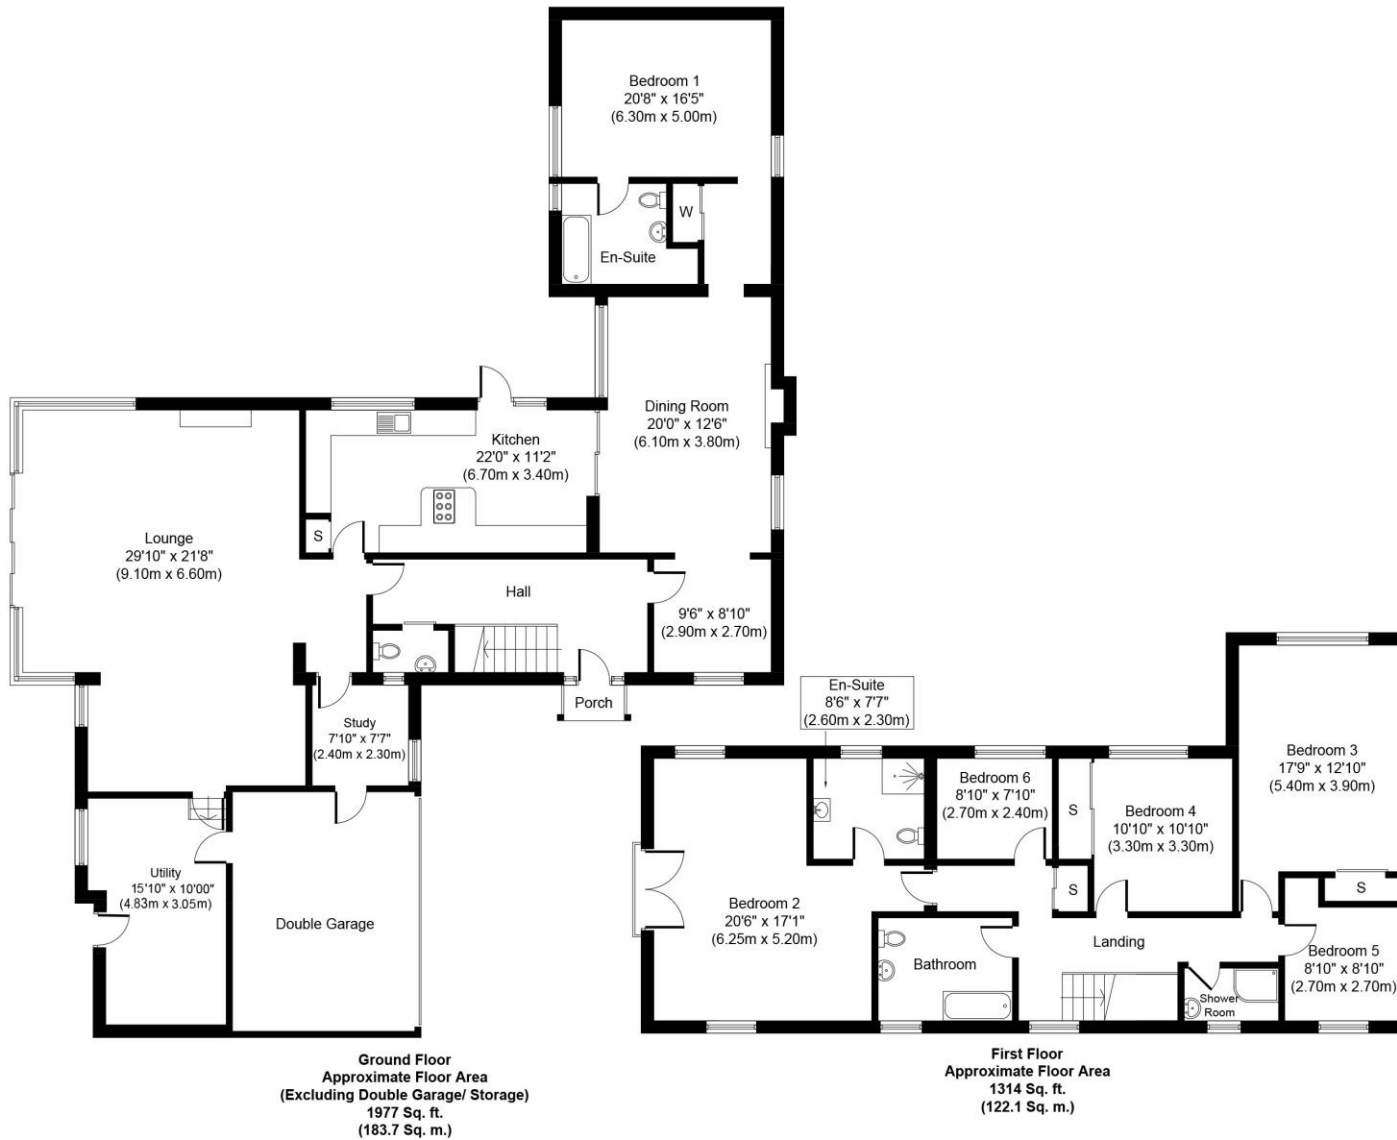 Bedroom 1
20'8" x 16'5"
(6.30m x 5.00m)
W
En-Suite
Dining Room
20'0" x 12'6"
(6.10m x 3.80m)
Kitchen
22'0" x 11'2"
(6.70m x 3.40m)
S
Lounge
29'10" x 21'8"
(9.10m x 6.60m)
Hall
9'6" x 8'10"
(2.90m x 2.70m)
Porch
Study
7'10" x 7'7"
(2.40m x 2.30m)
Utility
15'10" x 10'00"
(4.83m x 3.05m)
Double Garage
Ground Floor
Approximate Floor Area
(Excluding Double Garage/ Storage)
1977 Sq. ft.
(183.7 Sq. m.)
En-Suite
8'6" x 7'7"
(2.60m x 2.30m)
Bedroom 6
8'10" x 7'10"
(2.70m x 2.40m)
S
Bedroom 4
10'10" x 10'10"
(3.30m x 3.30m)
Bedroom 3
17'9" x 12'10"
(5.40m x 3.90m)
S
S
Bedroom 2
20'6" x 17'1"
(6.25m x 5.20m)
Landing
Bathroom
Bedroom 5
8'10" x 8'10"
(2.70m x 2.70m)
Shower
Room
First Floor
Approximate Floor Area
1314 Sq. ft.
(122.1 Sq. m.)